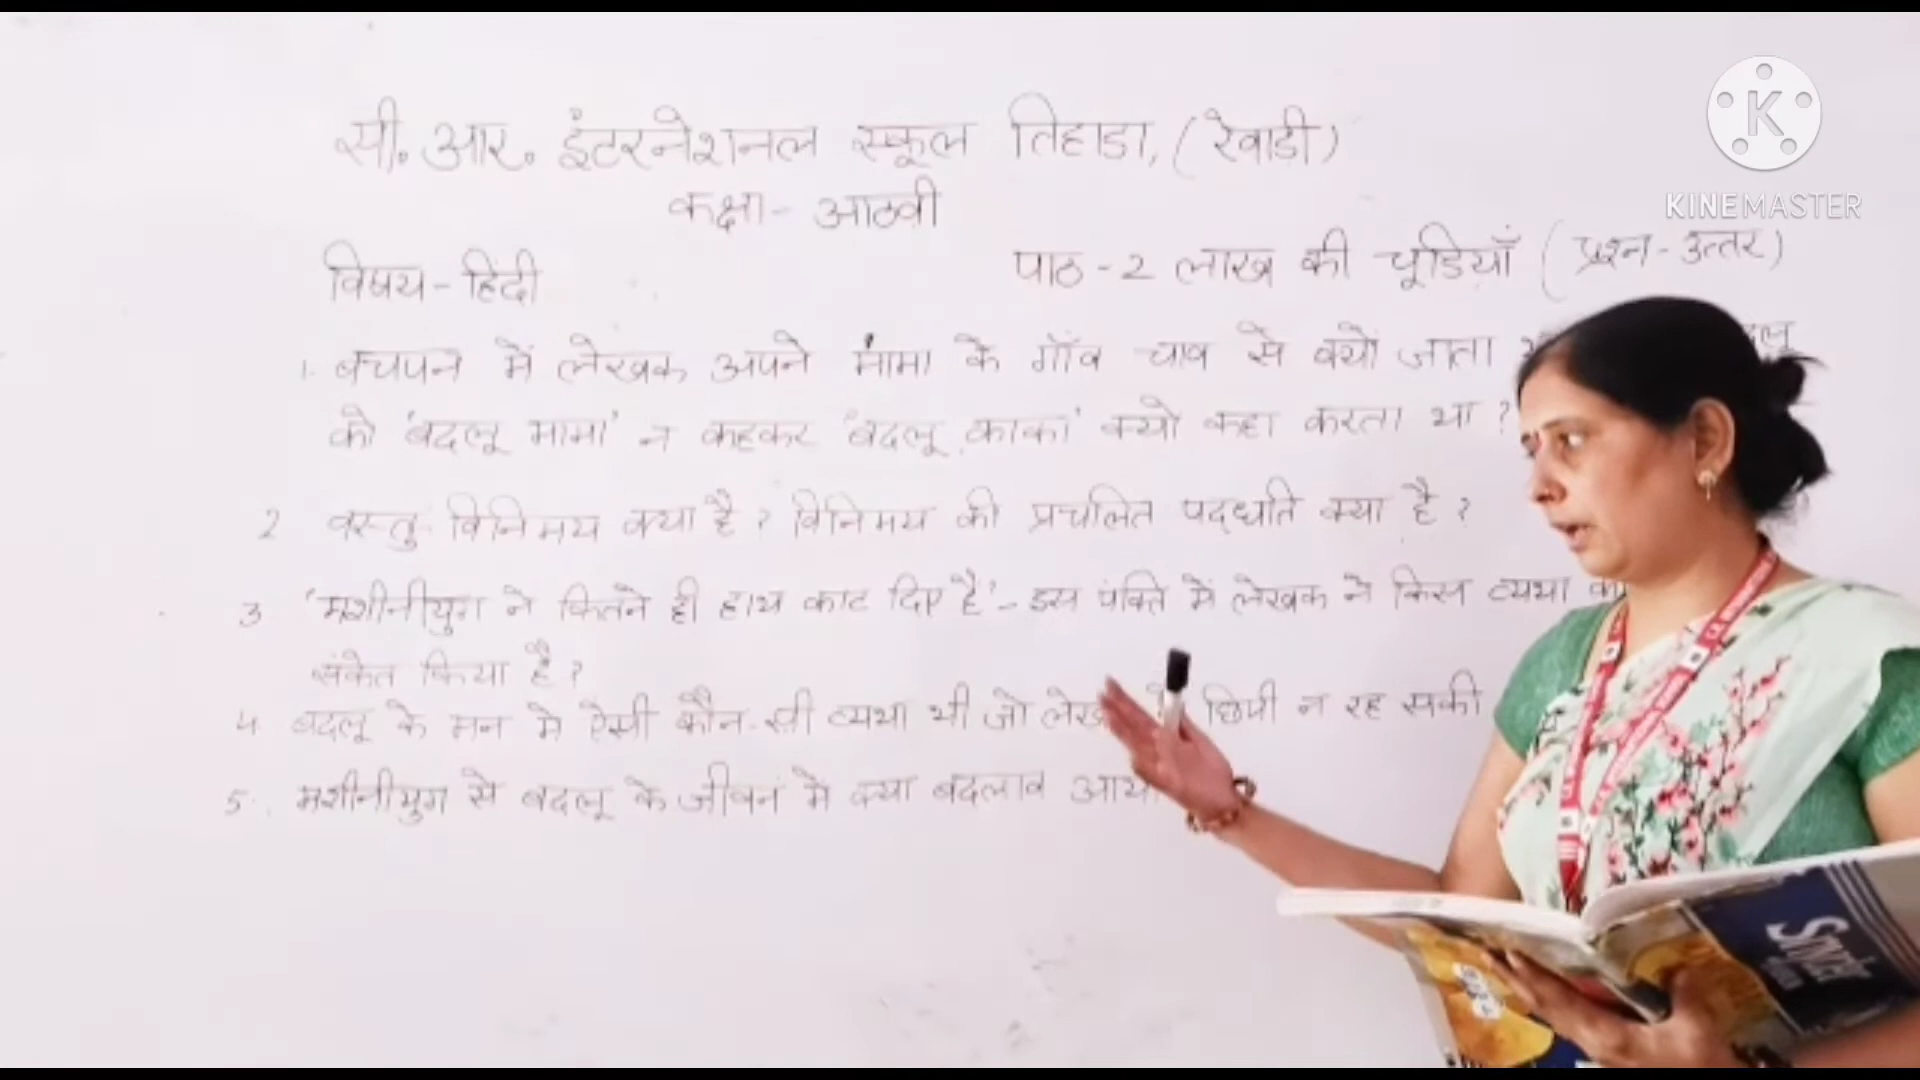 KINEMASTER
सी. आर. इंटरनेशनल स्कूल तिहाडा, (रेवाडी)
कक्षा - आठवी
विषय - हिंदी
पाठ - 2 लाख की चूडियाँ (प्रश्न - उत्तर)
1. बचपन में लेखक अपने मामा के गाँव चाव से क्यों जाता
को 'बदलू मामा' न कहकर 'बदलू काका' क्यो कहा करता था ?
2 वस्तु-विनिमय क्या है ? विनिमय की प्रचलित पद्धति क्या है ?
3 'मशीनीयुग ने कितने ही हाथ काट दिए है' - इस पंक्ति में लेखक ने किस व्यथा
संकेत किया है ?
4. बदलू के मन मे ऐसी कौन-सी व्यथा थी जो छिपी न रह सकी
5. मशीनीयुग से बदलू के जीवन मे क्या बदलाव
Snyder